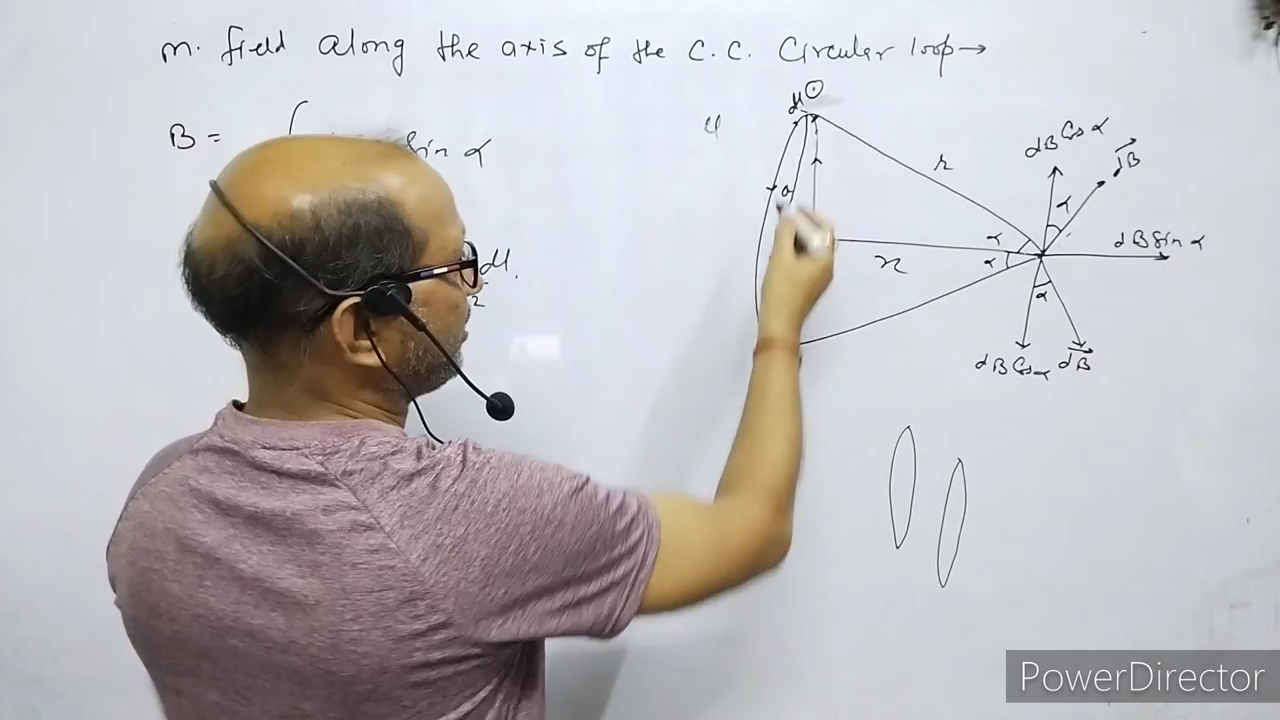 m. field along the axis of the C.C. Circular loop→
dl
B = ∫ Sin α
a
r
x
α
α
dB Cos α
dB
α
dB Sin α
dl.
2
α
dB Cos α
dB
PowerDirector